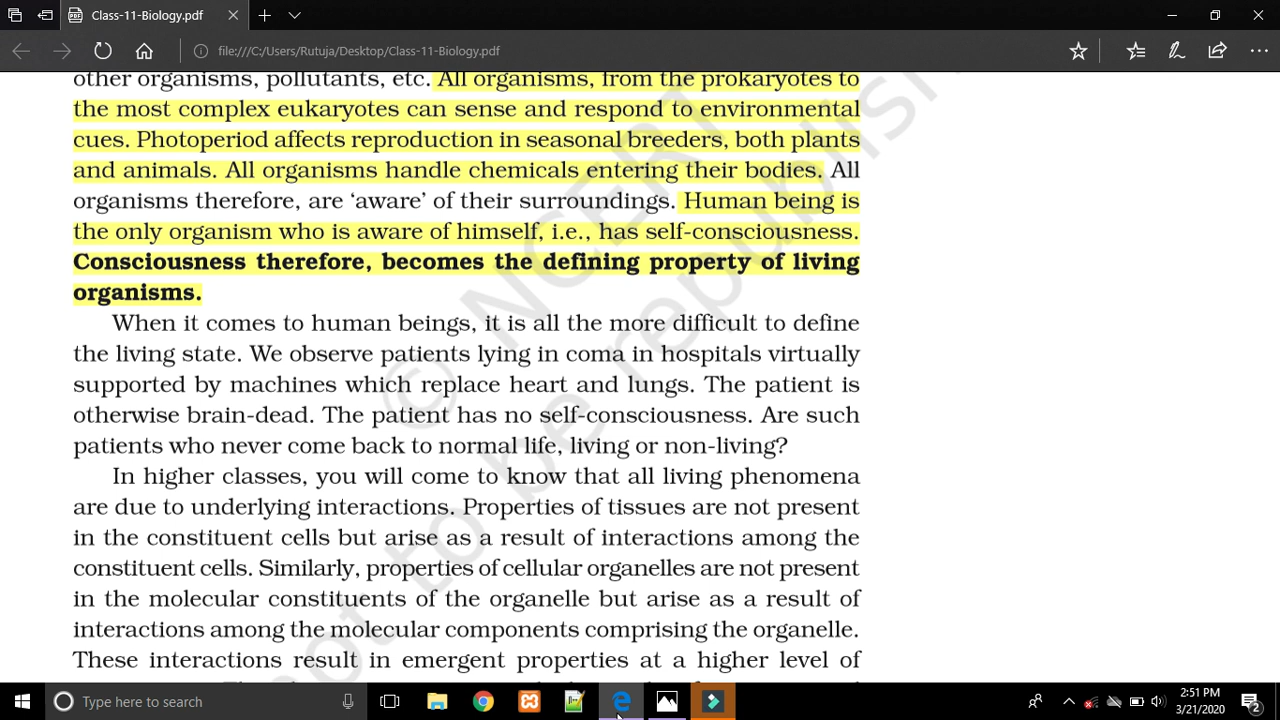 Class-11-Biology.pdf
file:///C:/Users/Rutuja/Desktop/Class-11-Biology.pdf
other organisms, pollutants, etc. All organisms, from the prokaryotes to
the most complex eukaryotes can sense and respond to environmental
cues. Photoperiod affects reproduction in seasonal breeders, both plants
and animals. All organisms handle chemicals entering their bodies. All
organisms therefore, are ‘aware’ of their surroundings. Human being is
the only organism who is aware of himself, i.e., has self-consciousness.
Consciousness therefore, becomes the defining property of living
organisms.
When it comes to human beings, it is all the more difficult to define
the living state. We observe patients lying in coma in hospitals virtually
supported by machines which replace heart and lungs. The patient is
otherwise brain-dead. The patient has no self-consciousness. Are such
patients who never come back to normal life, living or non-living?
In higher classes, you will come to know that all living phenomena
are due to underlying interactions. Properties of tissues are not present
in the constituent cells but arise as a result of interactions among the
constituent cells. Similarly, properties of cellular organelles are not present
in the molecular constituents of the organelle but arise as a result of
interactions among the molecular components comprising the organelle.
These interactions result in emergent properties at a higher level of
© NCERT
not to be republish
Type here to search
2:51 PM
3/21/2020
2